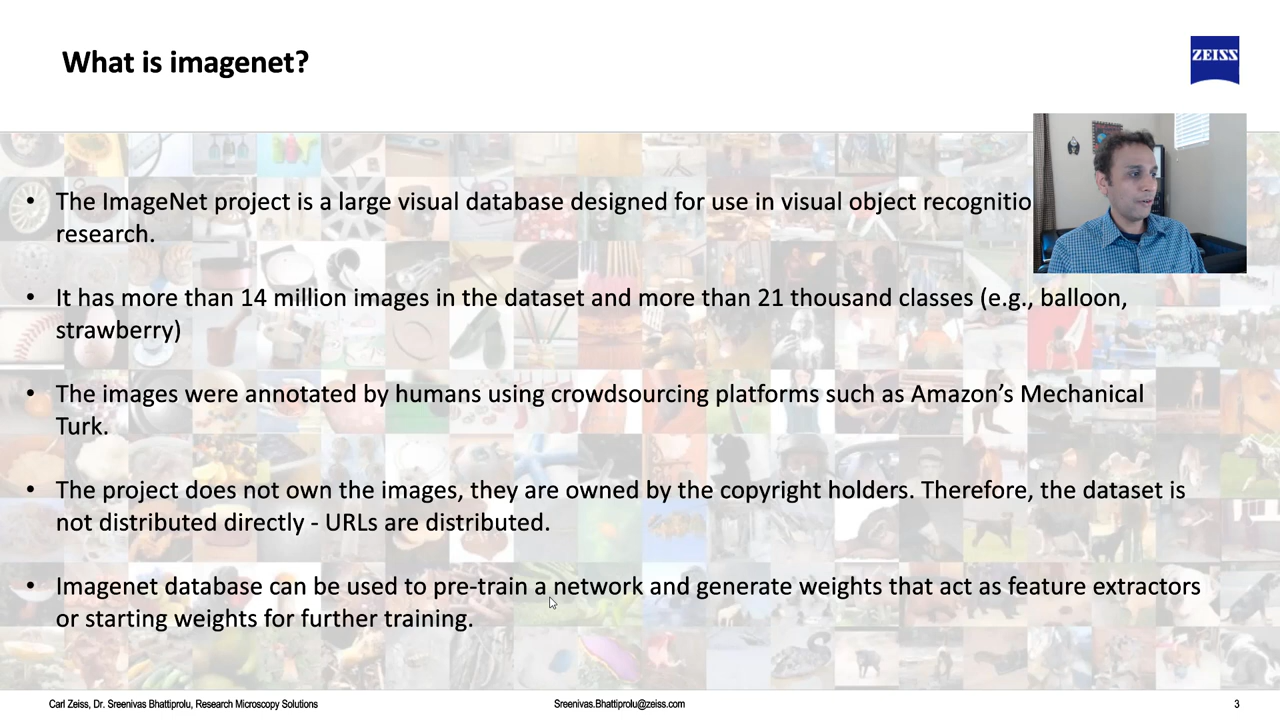 What is imagenet?
ZEISS
• The ImageNet project is a large visual database designed for use in visual object recognitio
research.
• It has more than 14 million images in the dataset and more than 21 thousand classes (e.g., balloon,
strawberry)
• The images were annotated by humans using crowdsourcing platforms such as Amazon’s Mechanical
Turk.
• The project does not own the images, they are owned by the copyright holders. Therefore, the dataset is
not distributed directly - URLs are distributed.
• Imagenet database can be used to pre-train a network and generate weights that act as feature extractors
or starting weights for further training.
Carl Zeiss, Dr. Sreenivas Bhattiprolu, Research Microscopy Solutions
Sreenivas.Bhattiprolu@zeiss.com
3